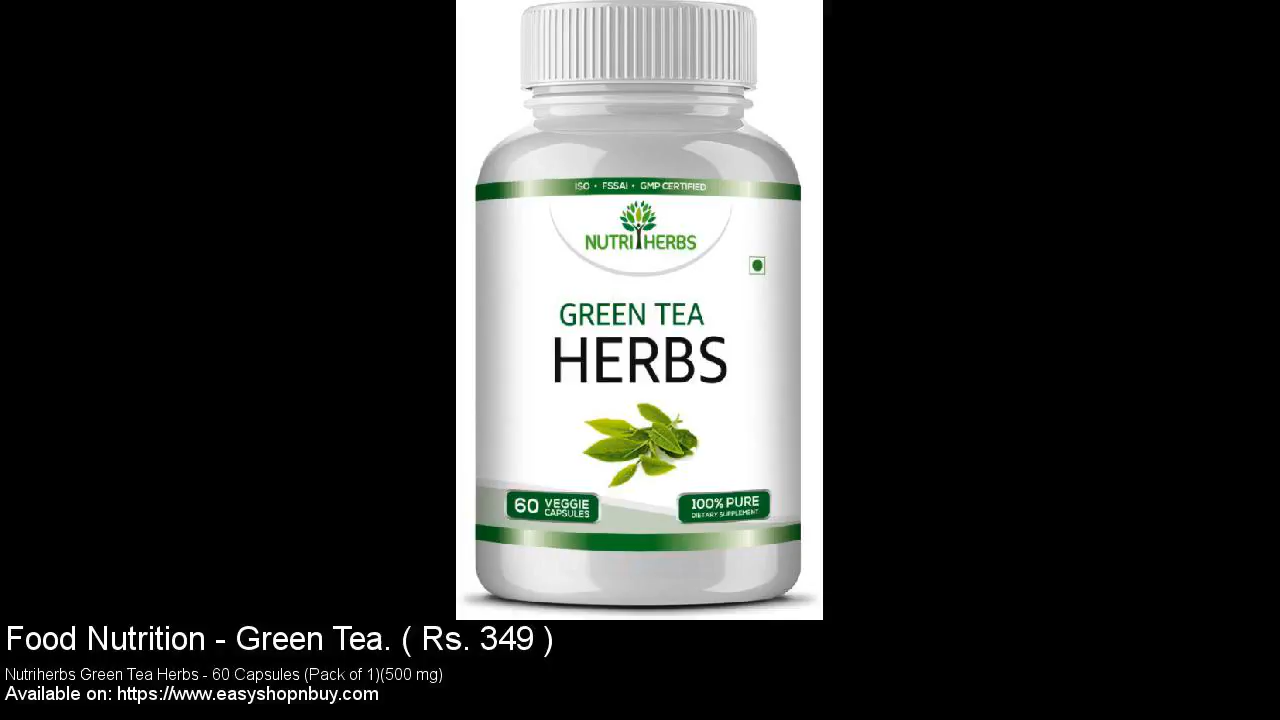 ISO • FSSAI • GMP CERTIFIED
NUTRIHERBS
GREEN TEA
HERBS
60 VEGGIE CAPSULES
100% PURE
DIETARY SUPPLEMENT
Food Nutrition - Green Tea. ( Rs. 349 )
Nutriherbs Green Tea Herbs - 60 Capsules (Pack of 1)(500 mg)
Available on: https://www.easyshopnbuy.com